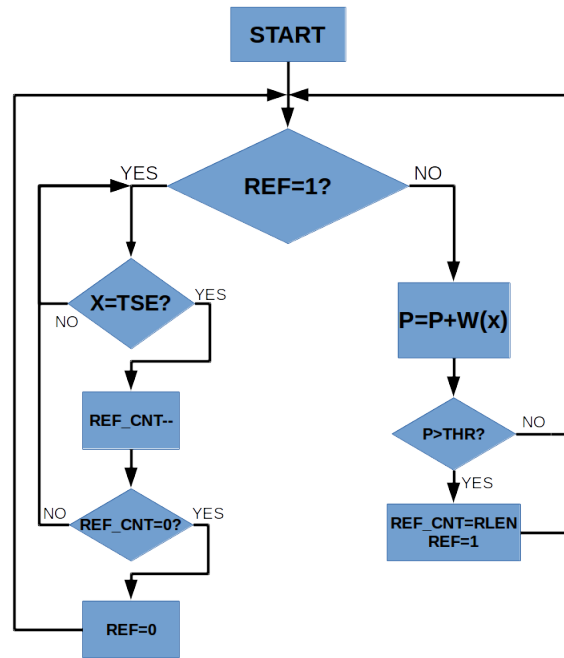 START
REF=1?
YES
NO
X=TSE?
YES
NO
P=P+W(x)
REF_CNT--
P>THR?
NO
YES
REF_CNT=0?
NO
YES
REF_CNT=RLEN
REF=1
REF=0